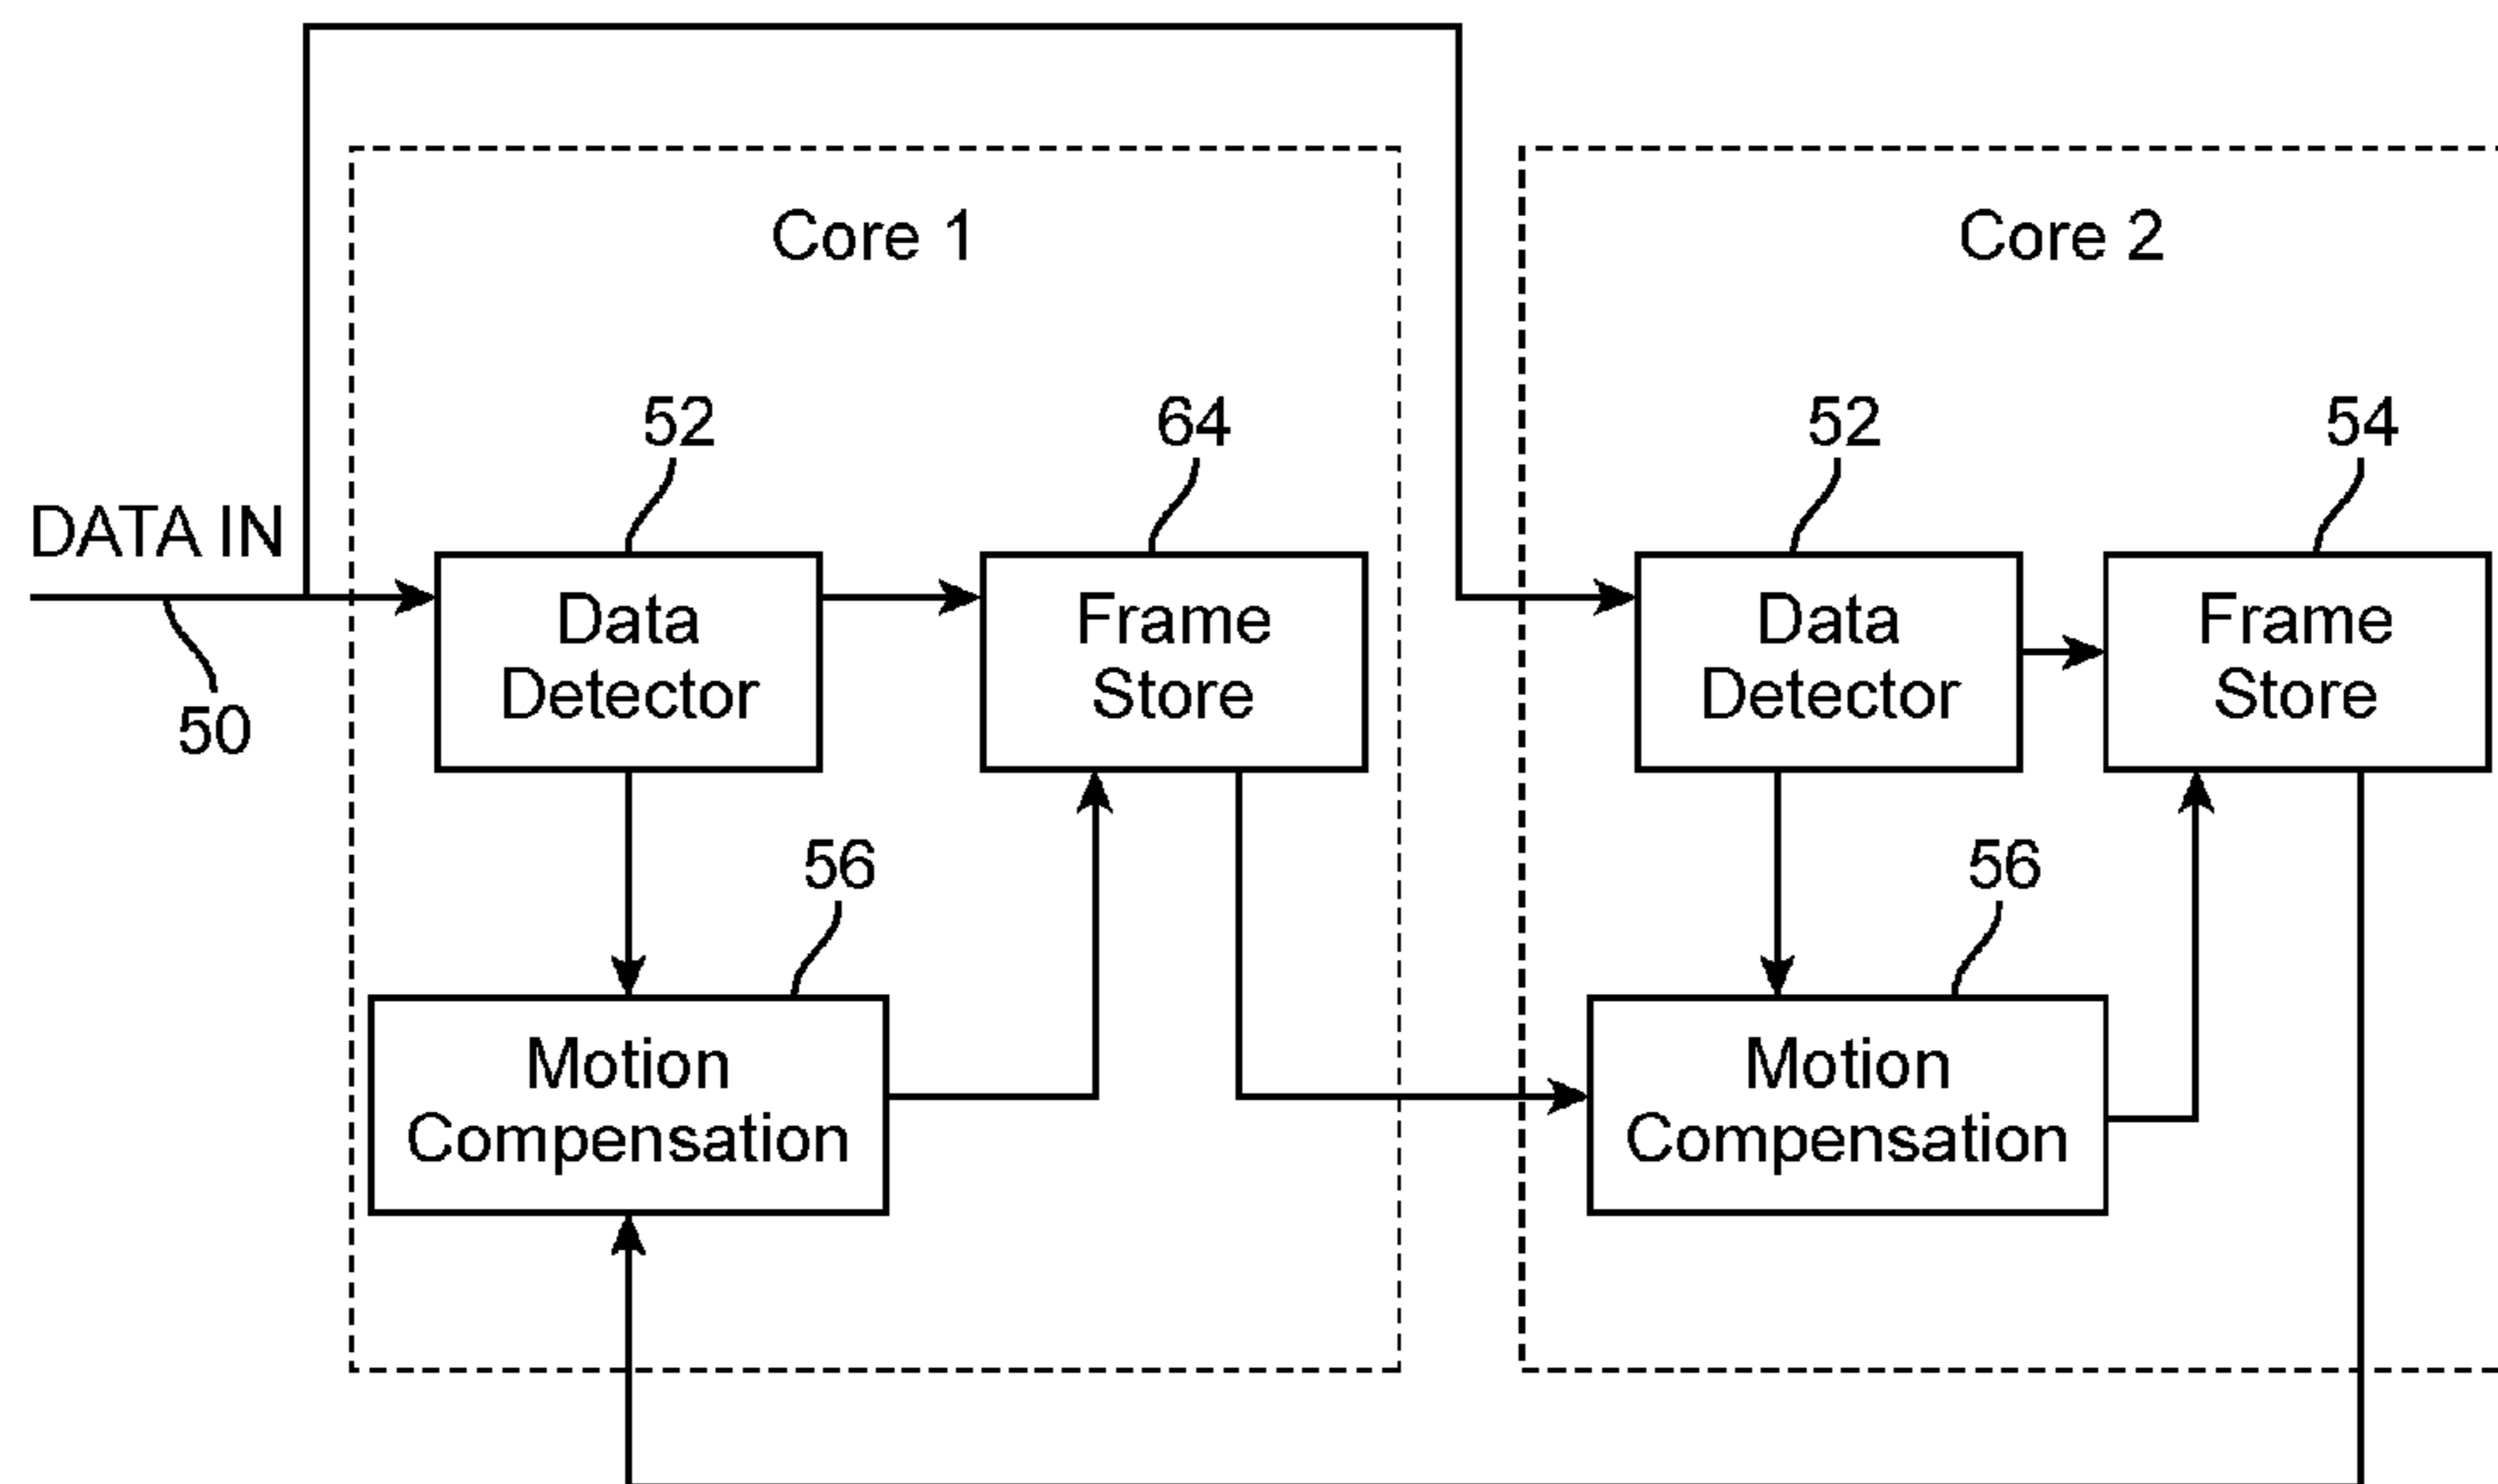 Core 1
Core 2
52
64
52
54
DATA IN
Data
Detector
Frame
Store
Data
Detector
Frame
Store
50
56
56
Motion
Compensation
Motion
Compensation